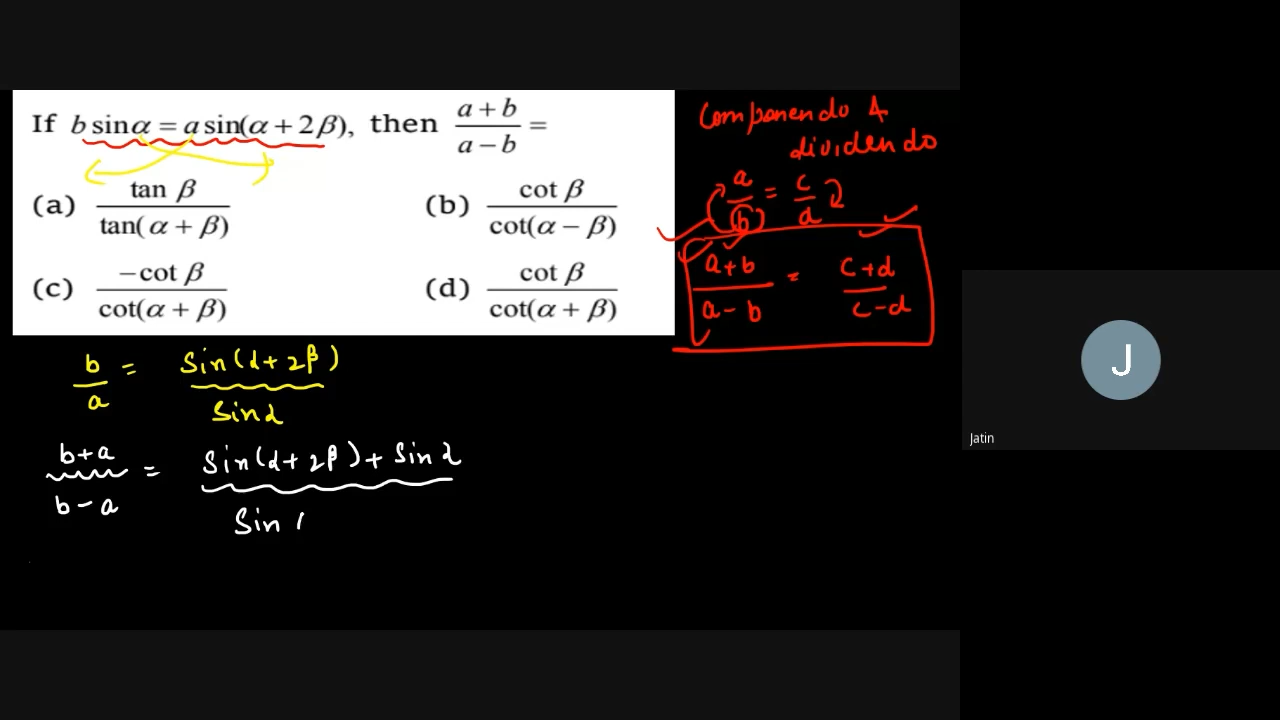 If b sin α = a sin(α + 2β), then a + b / a − b =
(a) tan β / tan(α + β)
(b) cot β / cot(α − β)
(c) −cot β / cot(α + β)
(d) cot β / cot(α + β)
Componendo &
dividendo
a/b = c/d
a+b / a-b = c+d / c-d
b/a = Sin(α+2β) / Sinα
b+a / b-a = Sin(α+2β) + Sin α / Sin (
J
Jatin